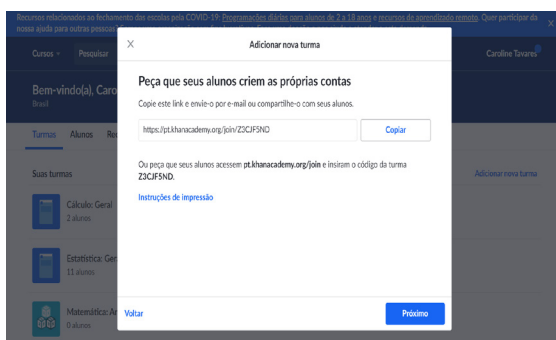 Recursos relacionados ao fechamento das escolas pela COVID-19: Programações diárias para alunos de 2 a 18 anos e recursos de aprendizado remoto. Quer participar da
nossa ajuda para outras pessoas?
Cursos
Pesquisar
Caroline Tavares
Bem-vindo(a), Caro
Brasil
Turmas Alunos Rec
Suas turmas
Adicionar nova turma
Cálculo: Geral
2 alunos
Estatística: Ger
11 alunos
Matemática: Ar
0 alunos
X Adicionar nova turma
Peça que seus alunos criem as próprias contas
Copie este link e envie-o por e-mail ou compartilhe-o com seus alunos.
https://pt.khanacademy.org/join/Z3CJF5ND
Copiar
Ou peça que seus alunos acessem pt.khanacademy.org/join e insiram o código da turma
Z3CJF5ND.
Instruções de impressão
Voltar
Próximo